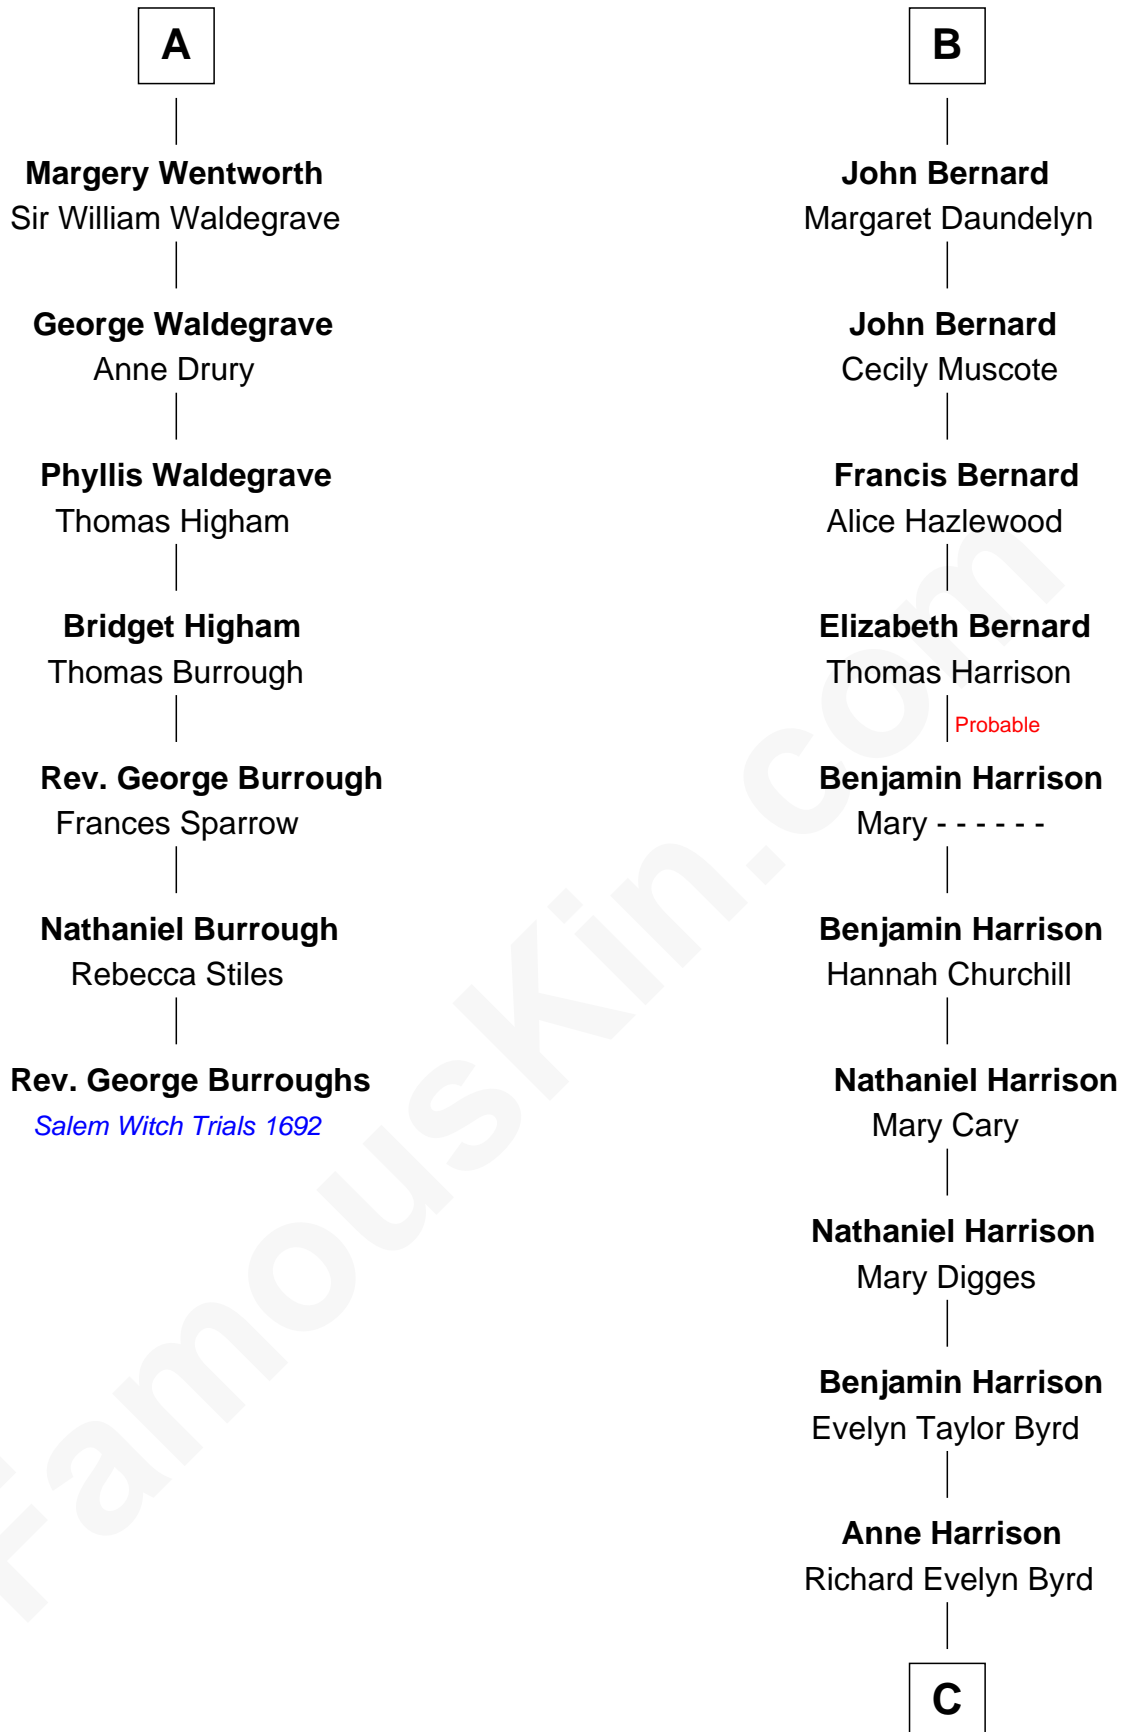 A
Margery Wentworth
Sir William Waldegrave
George Waldegrave
Anne Drury
Phyllis Waldegrave
Thomas Higham
Bridget Higham
Thomas Burrough
Rev. George Burrough
Frances Sparrow
Nathaniel Burrough
Rebecca Stiles
Rev. George Burroughs
Salem Witch Trials 1692
B
John Bernard
Margaret Daundelyn
John Bernard
Cecily Muscote
Francis Bernard
Alice Hazlewood
Elizabeth Bernard
Thomas Harrison
Probable
Benjamin Harrison
Mary - - - - - -
Benjamin Harrison
Hannah Churchill
Nathaniel Harrison
Mary Cary
Nathaniel Harrison
Mary Digges
Benjamin Harrison
Evelyn Taylor Byrd
Anne Harrison
Richard Evelyn Byrd
C
FamousKin.com